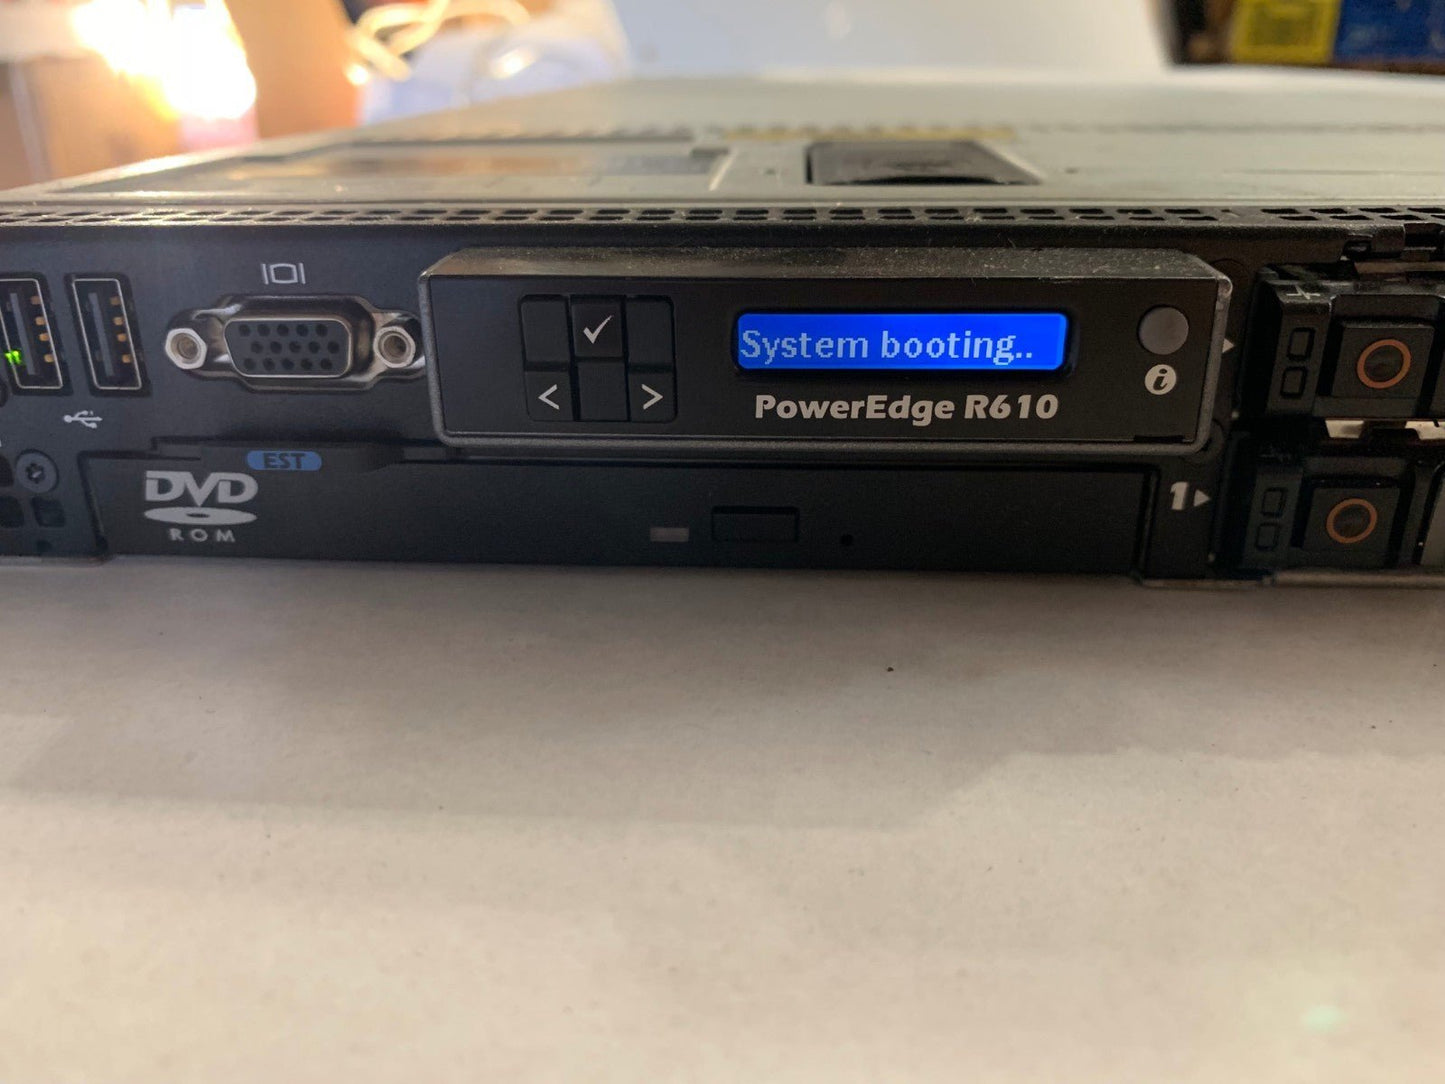 System booting..
PowerEdge R610
EST
DVD
ROM
1